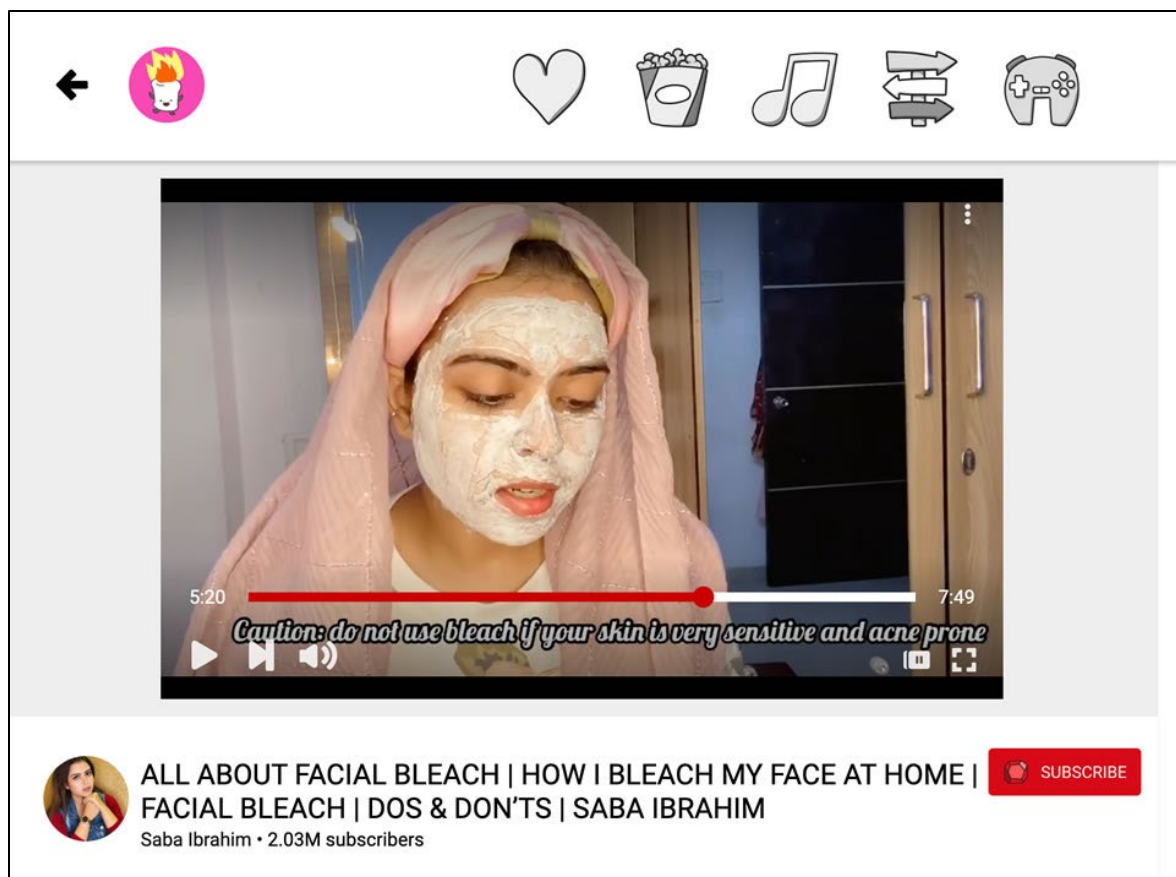 5:20
7:49
Caution: do not use bleach if your skin is very sensitive and acne prone
ALL ABOUT FACIAL BLEACH | HOW I BLEACH MY FACE AT HOME |
FACIAL BLEACH | DOS & DON’TS | SABA IBRAHIM
SUBSCRIBE
Saba Ibrahim • 2.03M subscribers